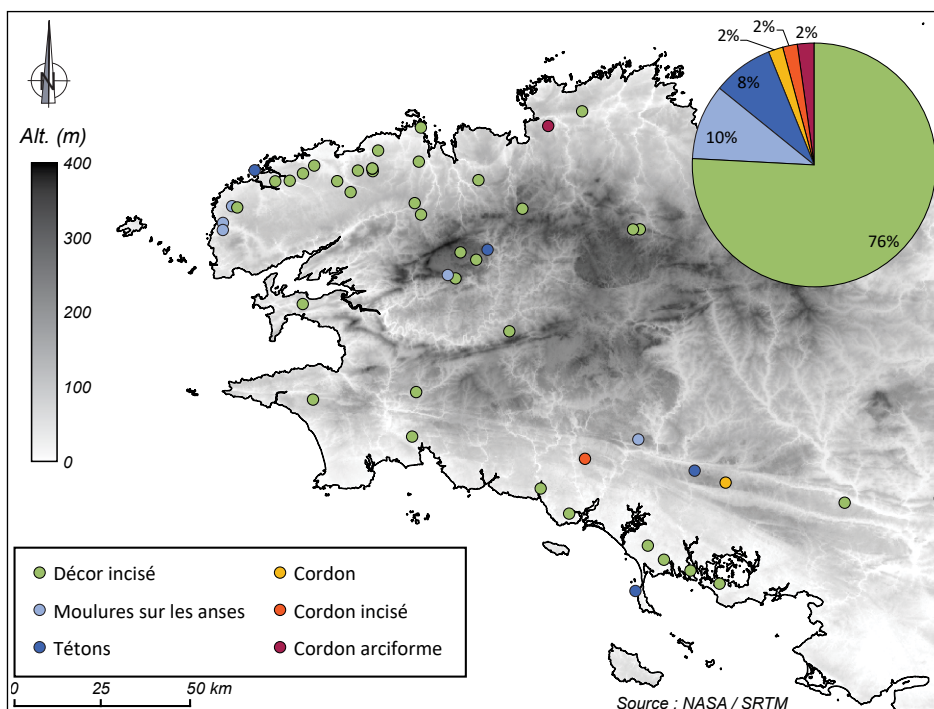 N
Alt. (m)
400
300
200
100
0
2%
2%
2%
8%
10%
76%
Décor incisé
Moulures sur les anses
Tétons
Cordon
Cordon incisé
Cordon arciforme
0 25 50 km
Source : NASA / SRTM